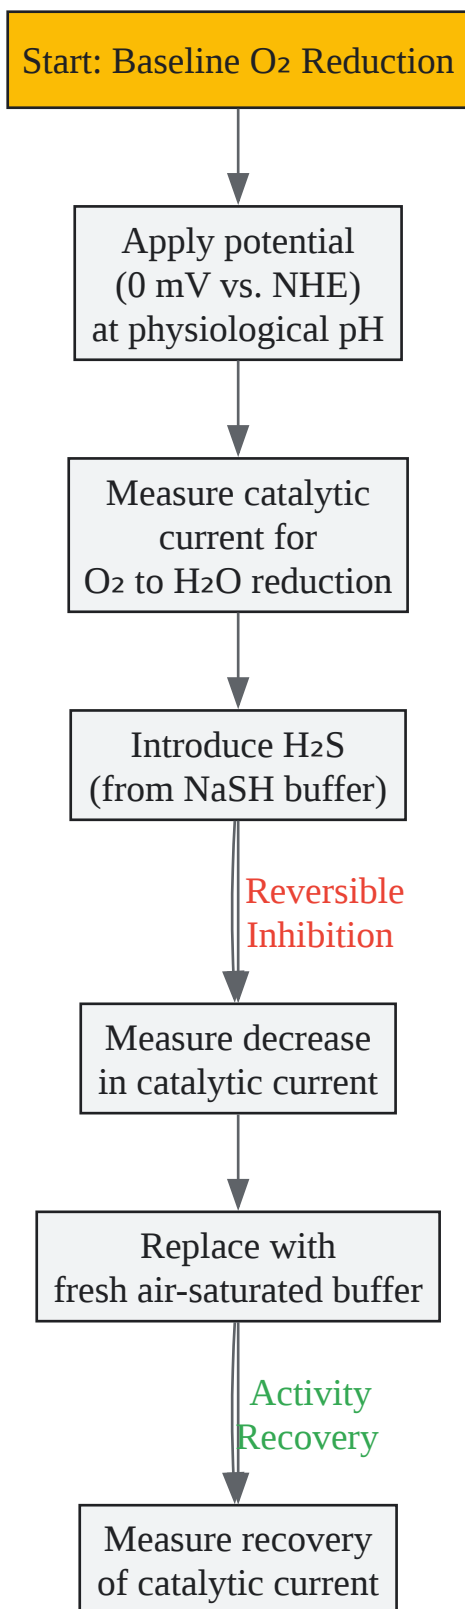 Start: Baseline O₂ Reduction
Apply potential
(0 mV vs. NHE)
at physiological pH
Measure catalytic
current for
O₂ to H₂O reduction
Introduce H₂S
(from NaSH buffer)
Reversible
Inhibition
Measure decrease
in catalytic current
Replace with
fresh air-saturated buffer
Activity
Recovery
Measure recovery
of catalytic current